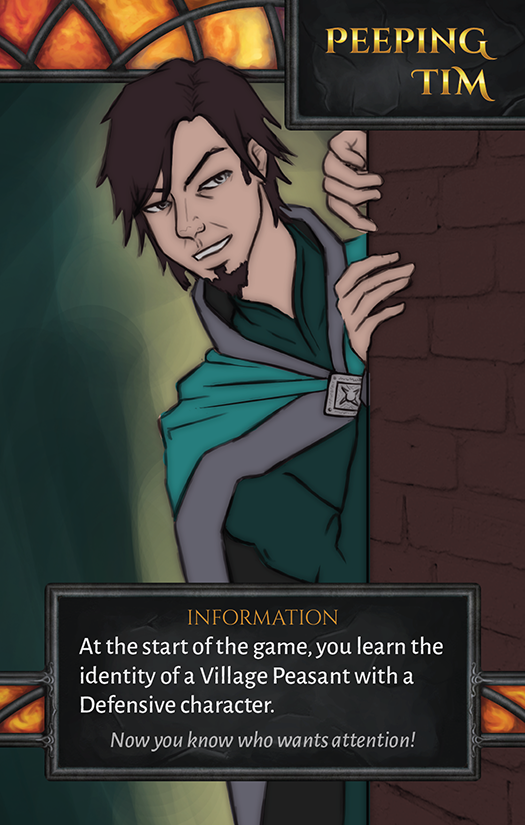 PEEPING
TIM
INFORMATION
At the start of the game, you learn the
identity of a Village Peasant with a
Defensive character.
Now you know who wants attention!